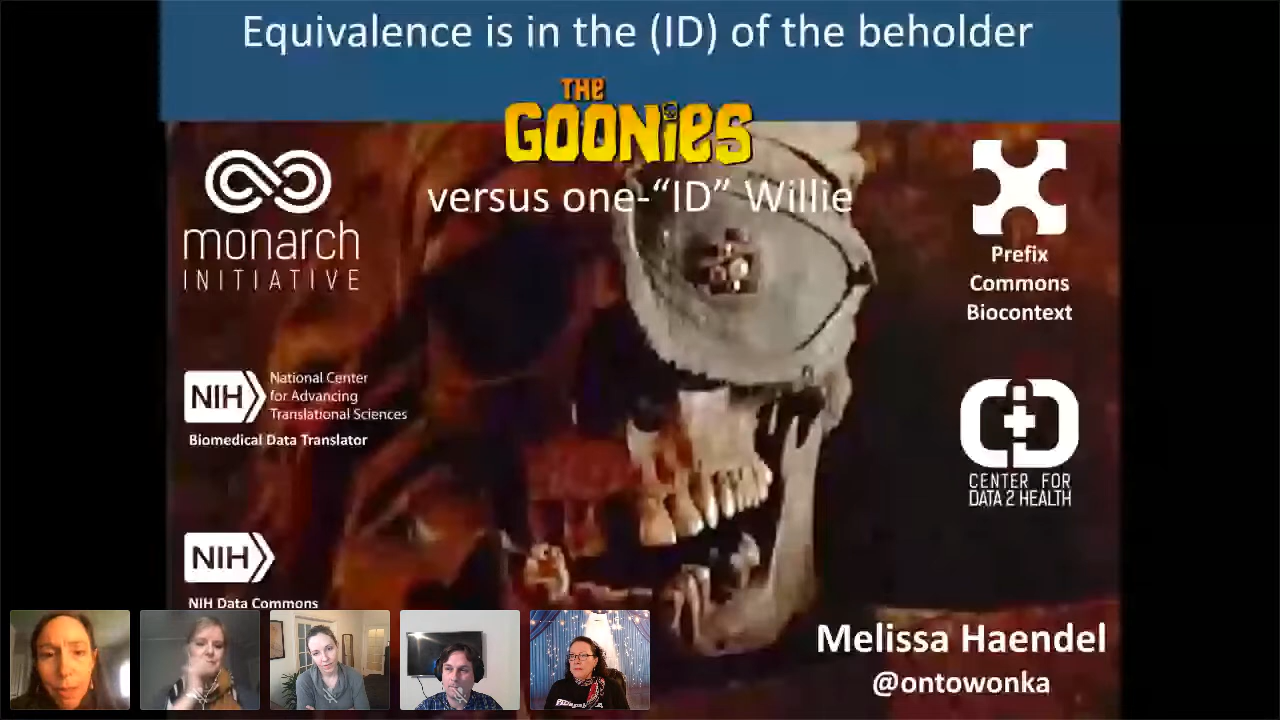 Equivalence is in the (ID) of the beholder
THE
GOONiES
versus one-“ID” Willie
monarch
INITIATIVE
NIH
National Center
for Advancing
Translational Sciences
Biomedical Data Translator
NIH
NIH Data Commons
Prefix
Commons
Biocontext
CENTER FOR
DATA 2 HEALTH
Melissa Haendel
@ontowonka